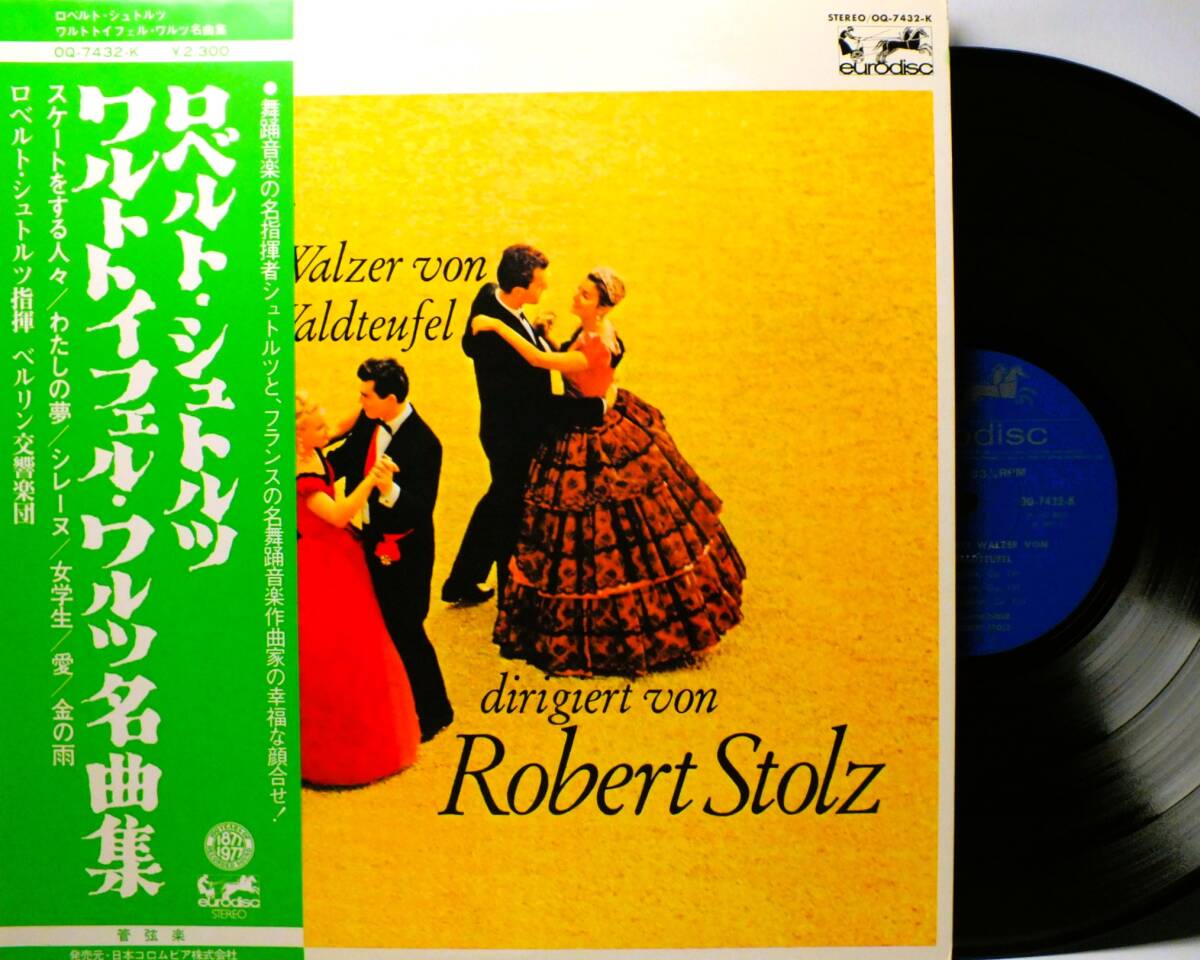 ロベルト・シュトルツ
ワルトトイフェル・ワルツ名曲集
OQ-7432-K ¥2,300
●舞踊音楽の名指揮者シュトルツと、フランスの名舞踊音楽作曲家の幸福な顔合せ!
ロベルト・シュトルツ
ワルトトイフェル・ワルツ名曲集
スケートをする人々/わたしの夢/シレーヌ/女学生/愛/金の雨
ロベルト・シュトルツ指揮 ベルリン交響楽団
1877
1977
eurodisc
STEREO
管弦楽
発売元・日本コロムビア株式会社
STEREO/OQ-7432-K
eurodisc
Walzer von
Waldteufel
dirigiert von
Robert Stolz
odisc
RPM
OQ-7432-K
WALZER VON